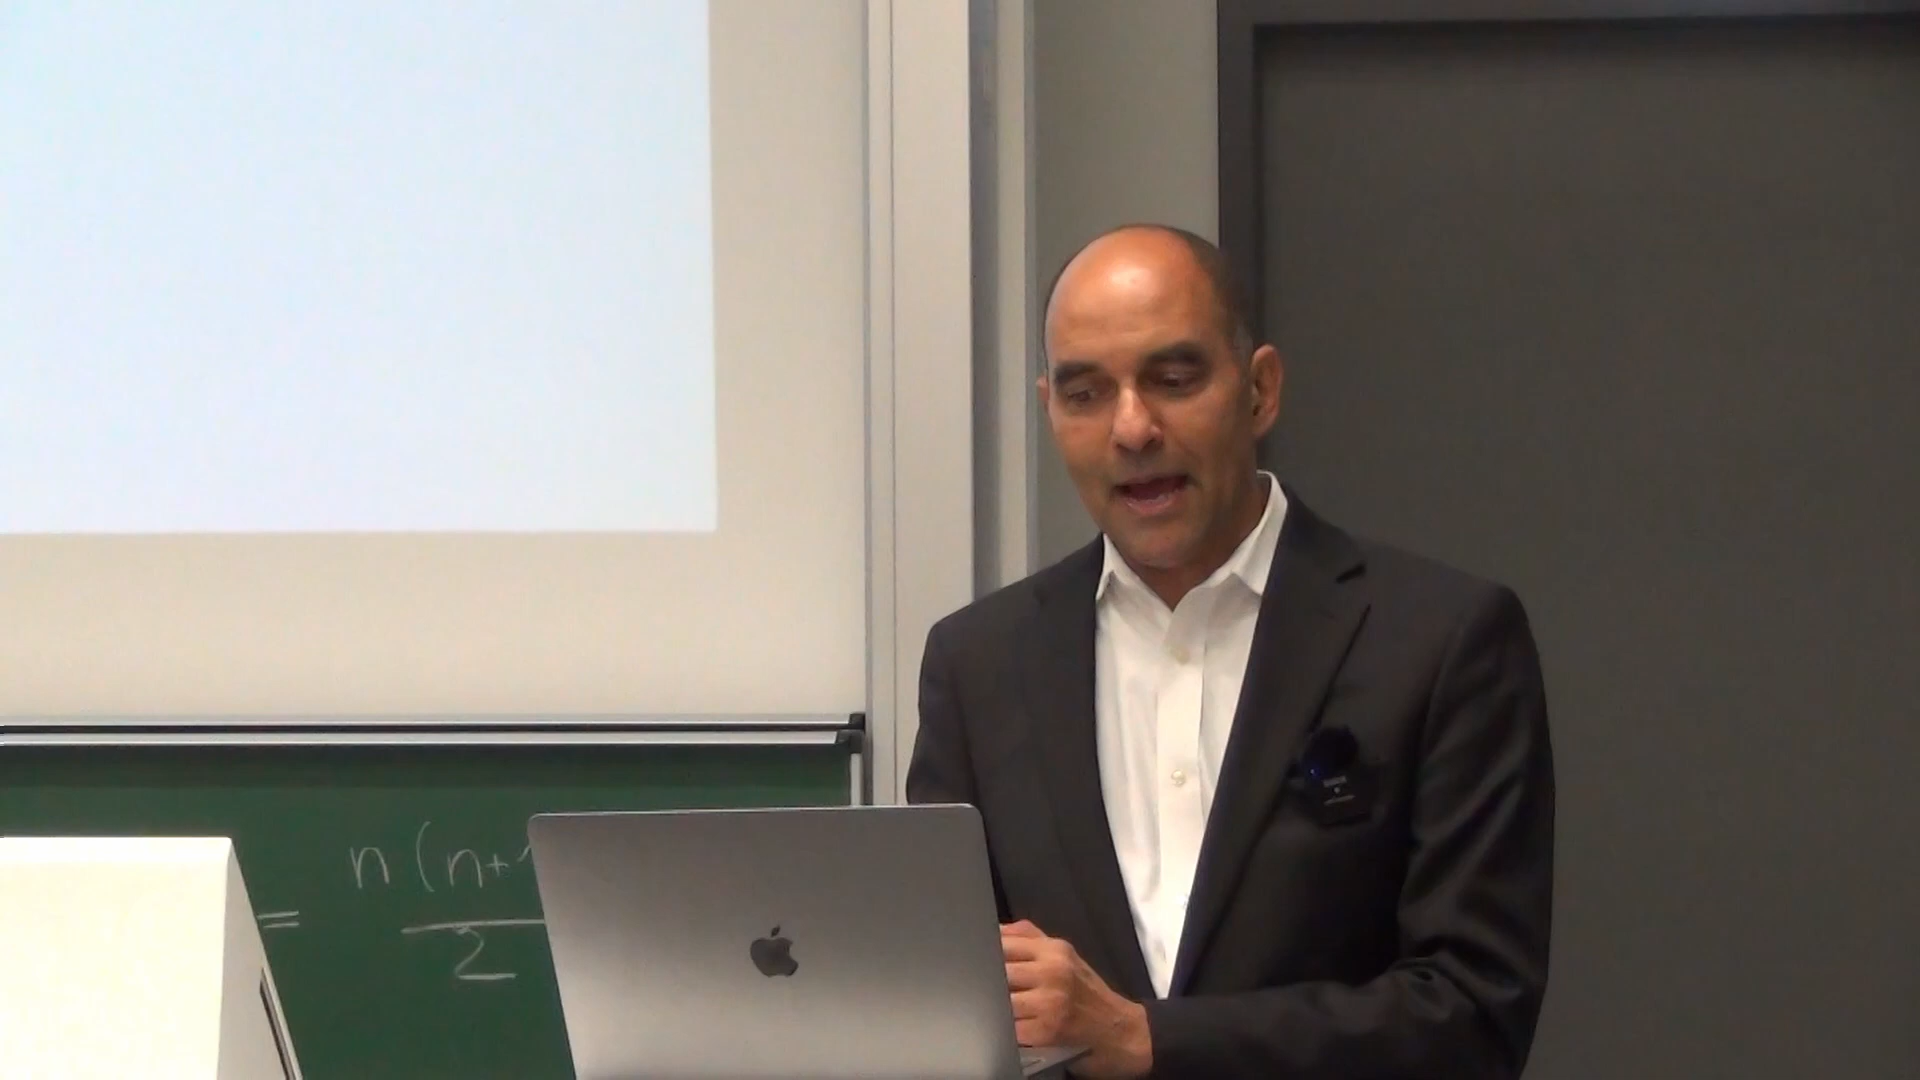 = n (n+
2